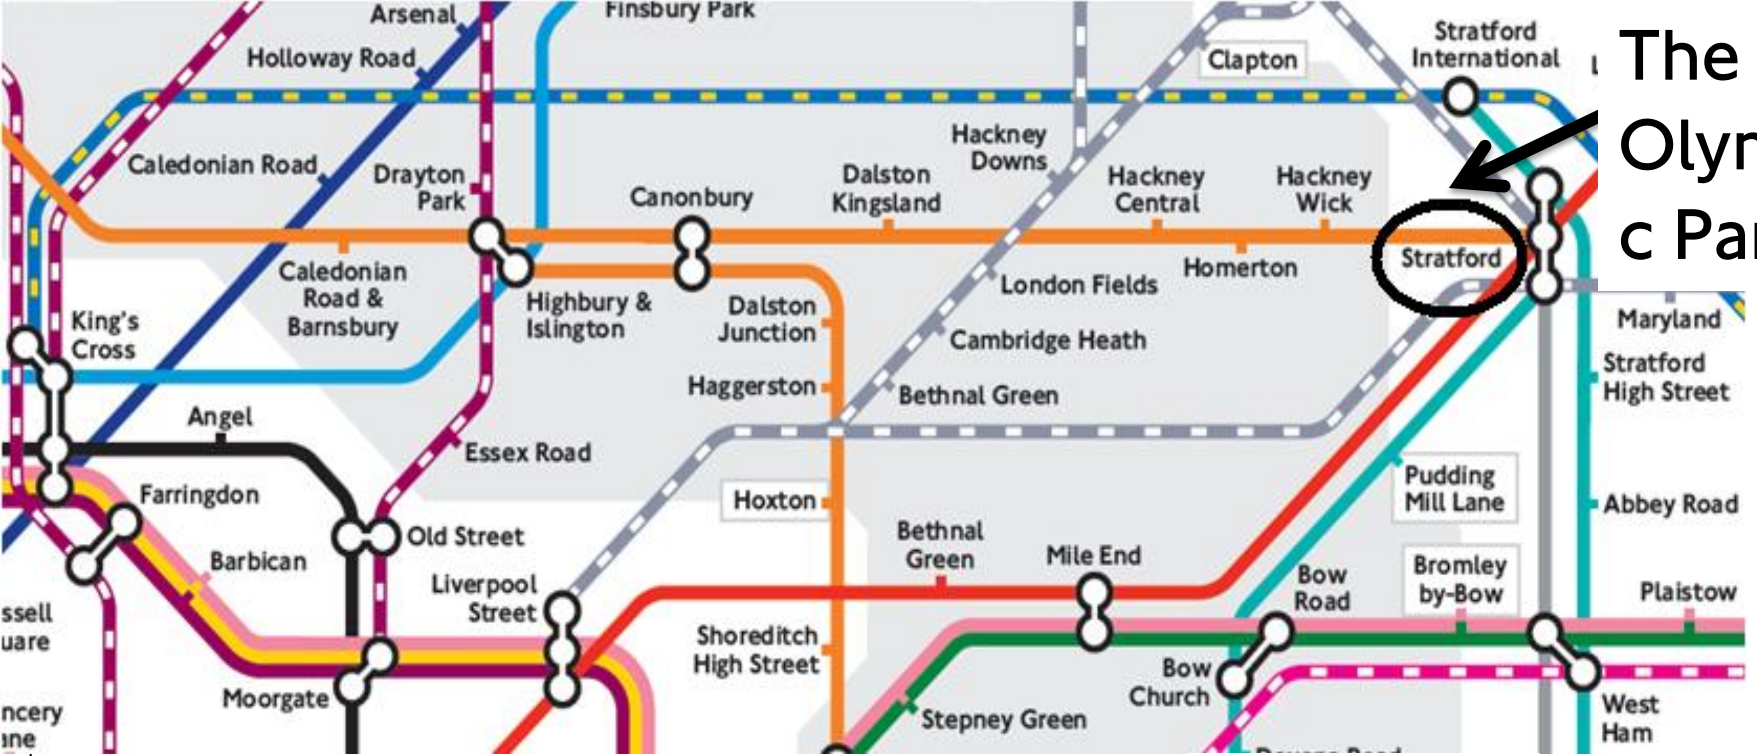 Arsenal
Finsbury Park
Holloway Road
Clapton
Stratford
International
The
Caledonian Road
Drayton
Park
Canonbury
Dalston
Kingsland
Hackney
Downs
Hackney
Central
Hackney
Wick
Caledonian
Road &
Barnsbury
Highbury &
Islington
Dalston
Junction
London Fields
Homerton
Stratford
c Pa
King's
Cross
Cambridge Heath
Maryland
Haggerston
Bethnal Green
Stratford
High Street
Angel
Essex Road
Farringdon
Hoxton
Pudding
Mill Lane
Abbey Road
Old Street
Barbican
Liverpool
Street
Bethnal
Green
Mile End
Bow
Road
Bromley
by-Bow
Plaistow
ssell
uare
Shoreditch
High Street
Moorgate
Bow
Church
Stepney Green
West
Ham
ncery
ane